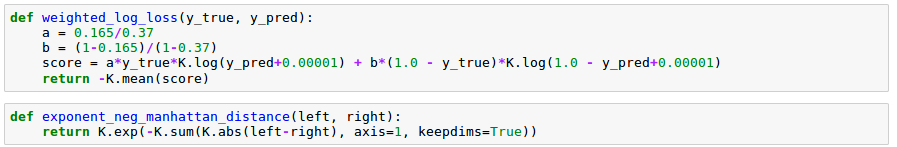 def weighted_log_loss(y_true, y_pred):
    a = 0.165/0.37
    b = (1-0.165)/(1-0.37)
    score = a*y_true*K.log(y_pred+0.00001) + b*(1.0 - y_true)*K.log(1.0 - y_pred+0.00001)
    return -K.mean(score)
def exponent_neg_manhattan_distance(left, right):
    return K.exp(-K.sum(K.abs(left-right), axis=1, keepdims=True))